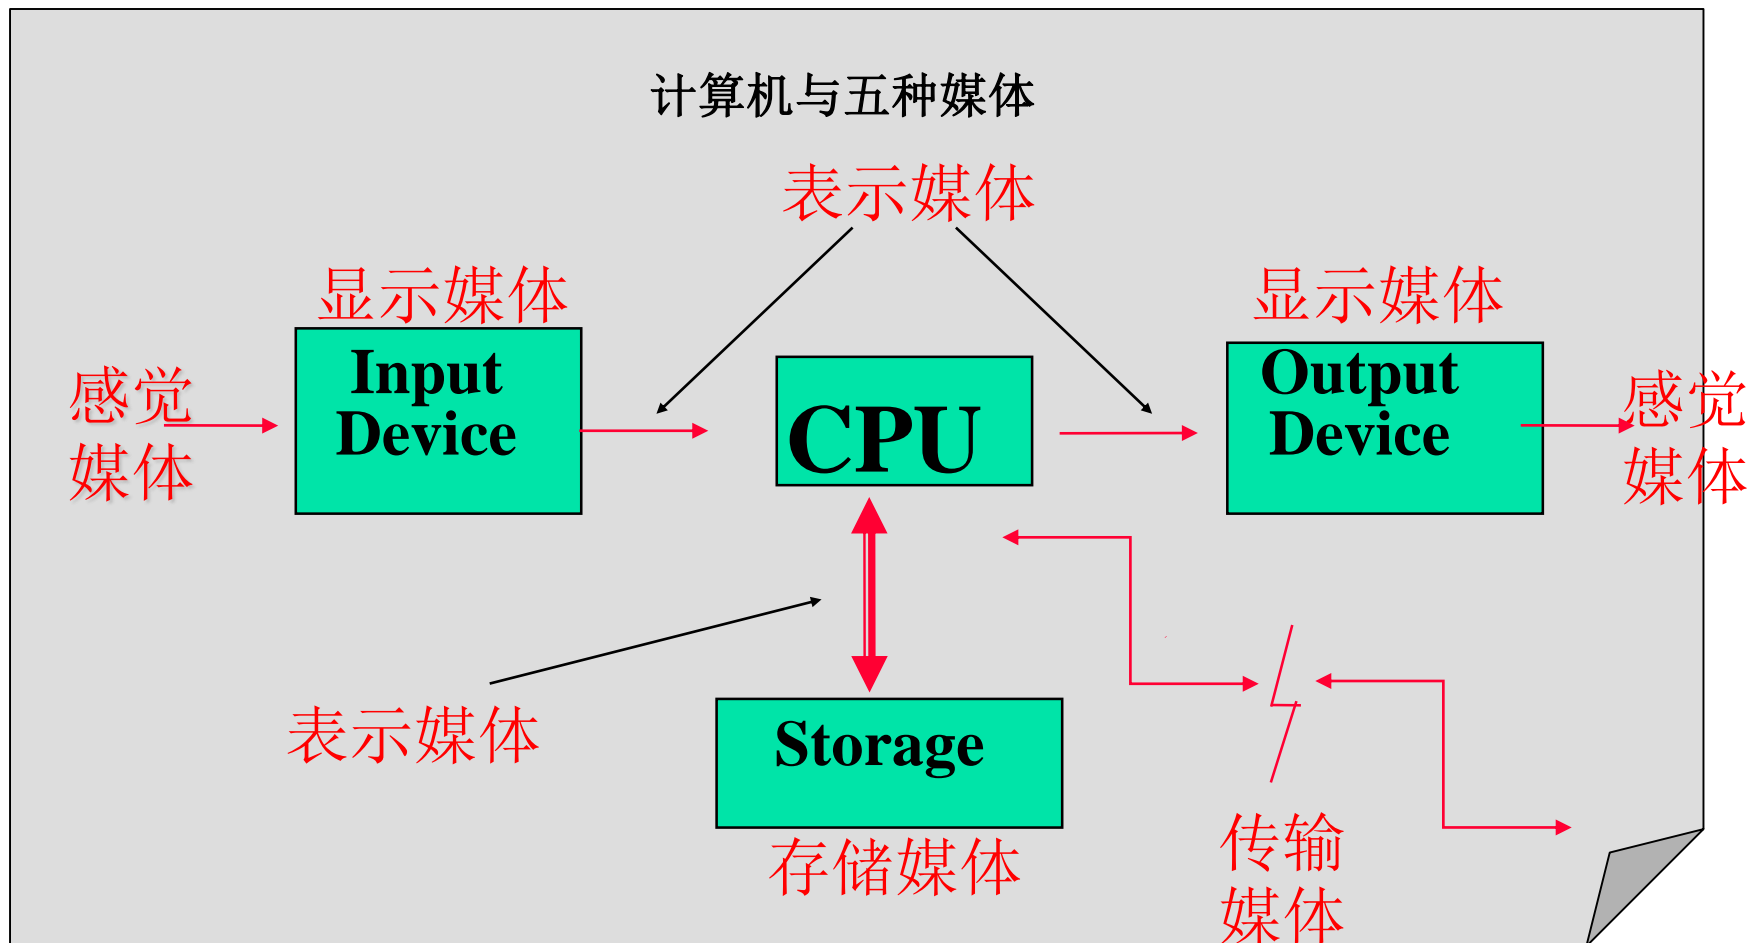 计算机与五种媒体
表示媒体
显示媒体
显示媒体
感觉
媒体
Input
Device
CPU
Output
Device
感觉
媒体
表示媒体
Storage
存储媒体
传输
媒体